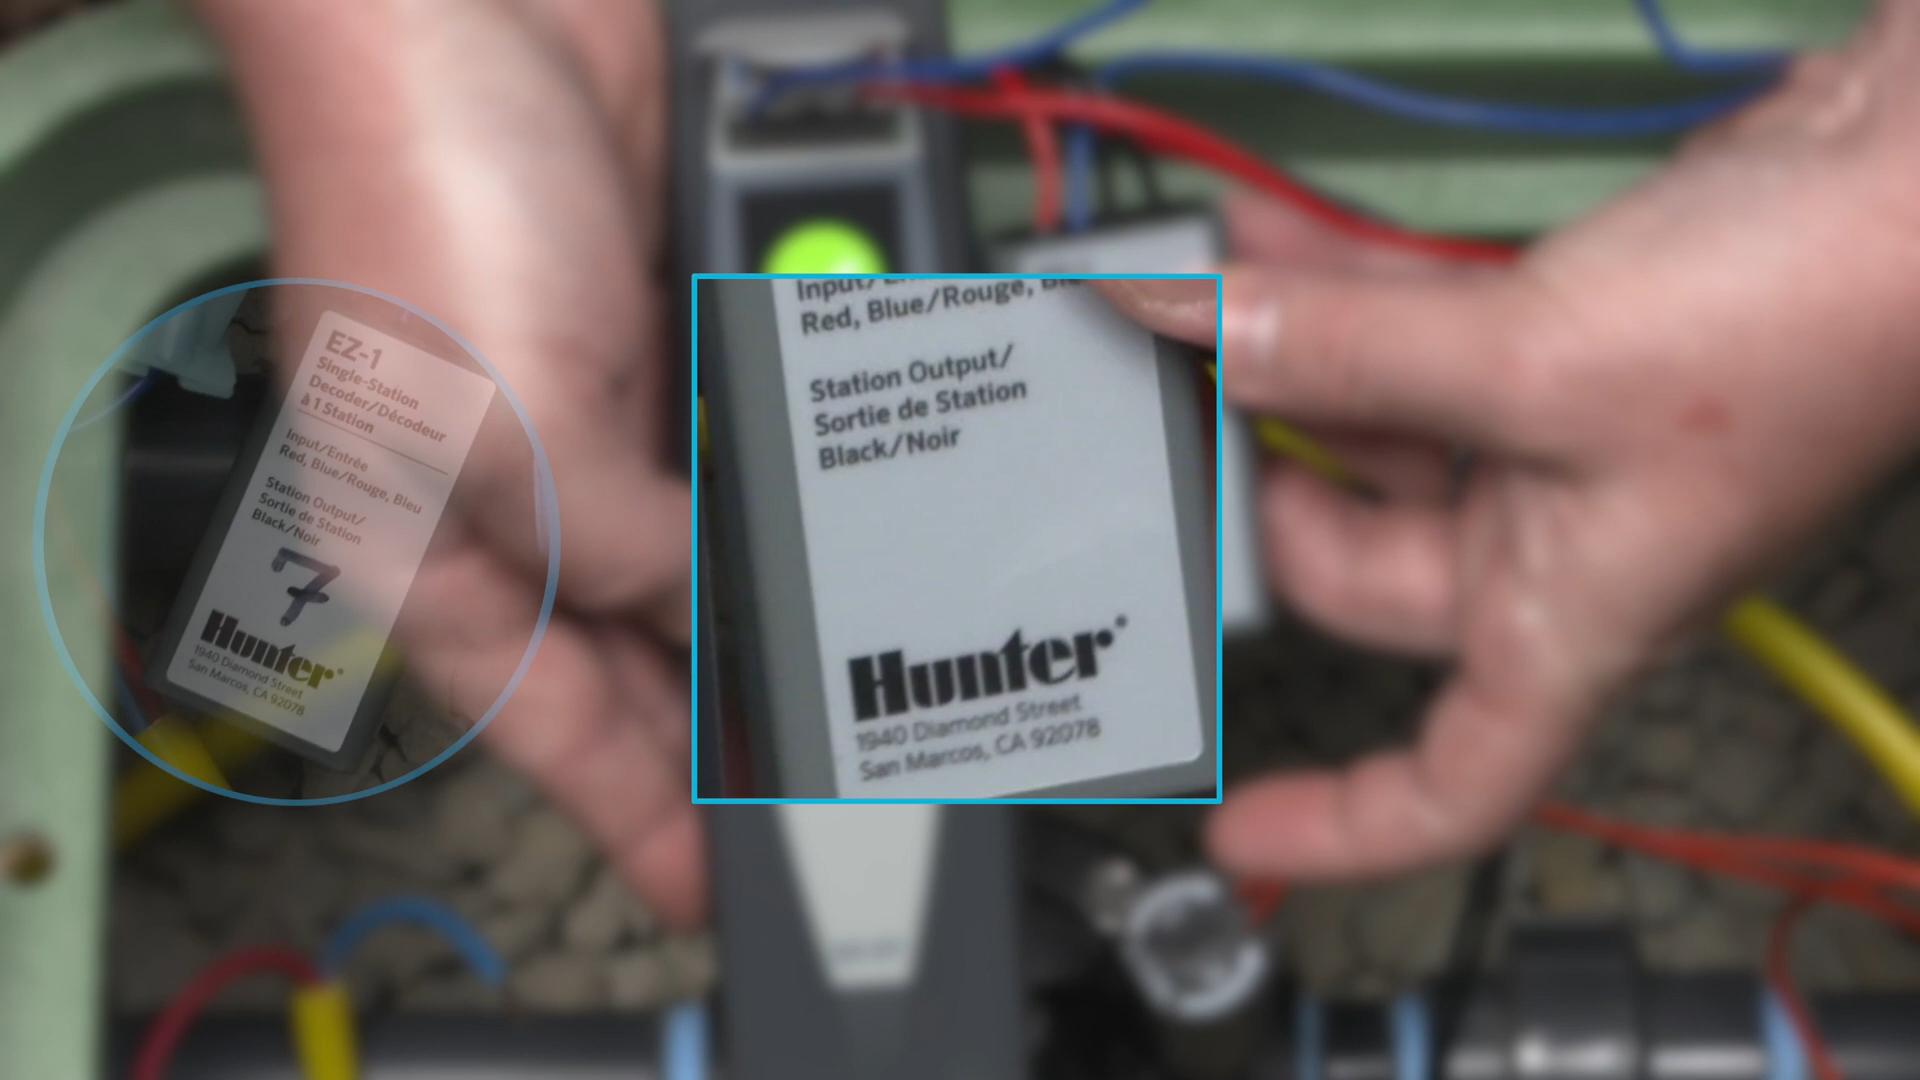 EZ-1
Single-Station
Decoder/Décodeur
à 1 Station
Input/Entrée
Red, Blue/Rouge, Bleu
Station Output/
Sortie de Station
Black/Noir
7
Hunter
1940 Diamond Street
San Marcos, CA 92078
Input/
Red, Blue/Rouge,
Station Output/
Sortie de Station
Black/Noir
Hunter
1940 Diamond Street
San Marcos, CA 92078